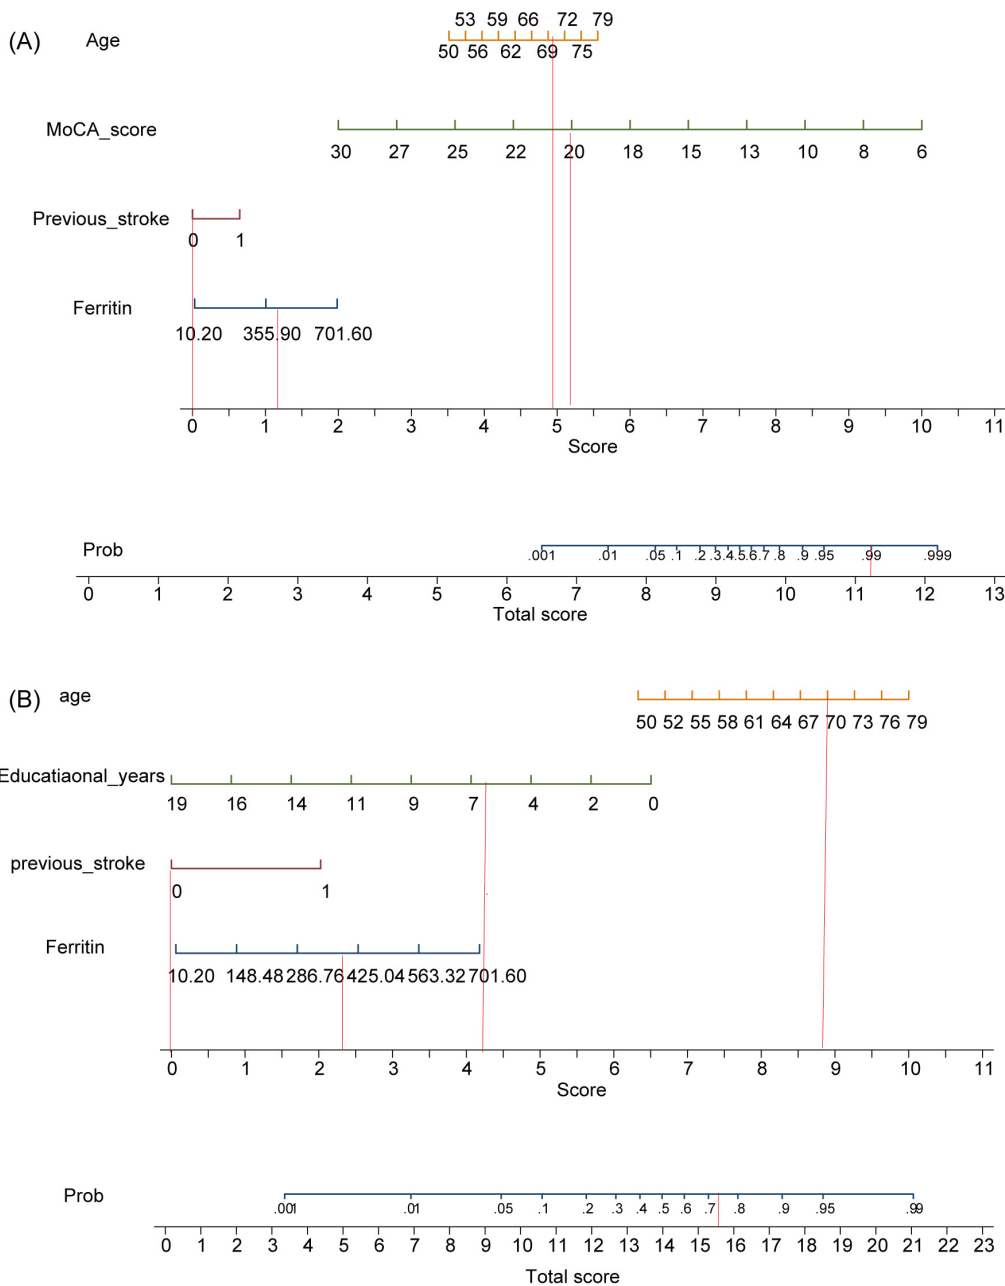 (A)
53 59 66 72 79
Age
50 56 62 69 75
MoCA_score
30 27 25 22 20 18 15 13 10 8 6
Previous_stroke
0 1
Ferritin
10.20 355.90 701.60
0 1 2 3 4 5 6 7 8 9 10 11
Score
Prob
.001 .01 .05 .1 .2 .3 .4 .5 .6 .7 .8 .9 .95 .99 .999
0 1 2 3 4 5 6 7 8 9 10 11 12 13
Total score
(B) age
50 52 55 58 61 64 67 70 73 76 79
Educatiaonal_years
19 16 14 11 9 7 4 2 0
previous_stroke
0 1
Ferritin
10.20 148.48 286.76 425.04 563.32 701.60
0 1 2 3 4 5 6 7 8 9 10 11
Score
Prob
.001 .01 .05 .1 .2 .3 .4 .5 .6 .7 .8 .9 .95 .99
0 1 2 3 4 5 6 7 8 9 10 11 12 13 14 15 16 17 18 19 20 21 22 23
Total score